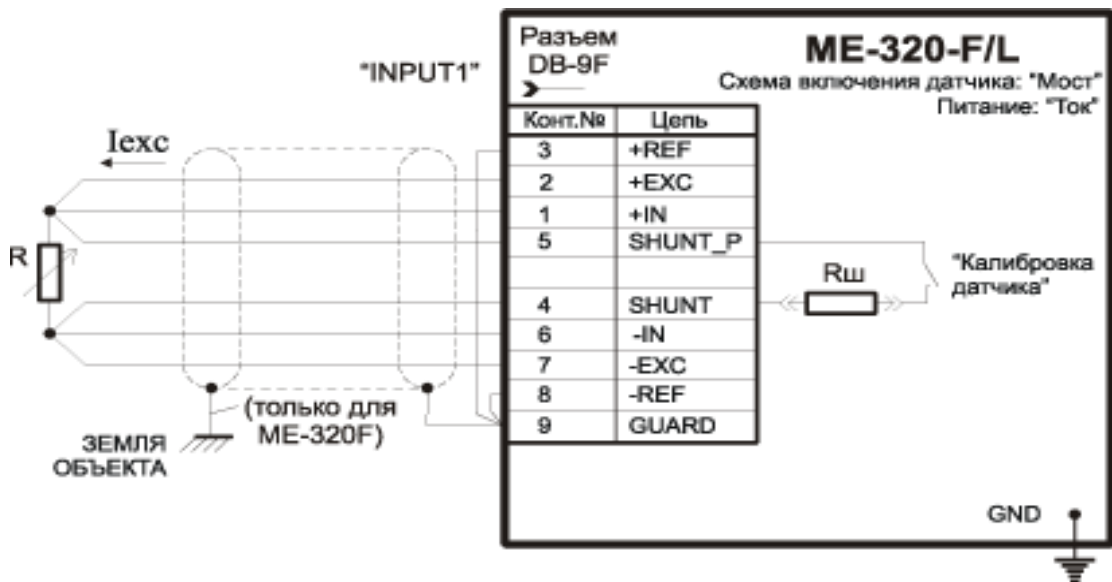 Разъем
DB-9F
ME-320-F/L
Схема включения датчика: "Мост"
Питание: "Ток"
"INPUT1"
Конт.№ Цепь
3 +REF
2 +EXC
1 +IN
5 SHUNT_P
4 SHUNT
6 -IN
7 -EXC
8 -REF
9 GUARD
Iexc
R
Rш
"Калибровка
датчика"
(только для
ME-320F)
ЗЕМЛЯ
ОБЪЕКТА
GND